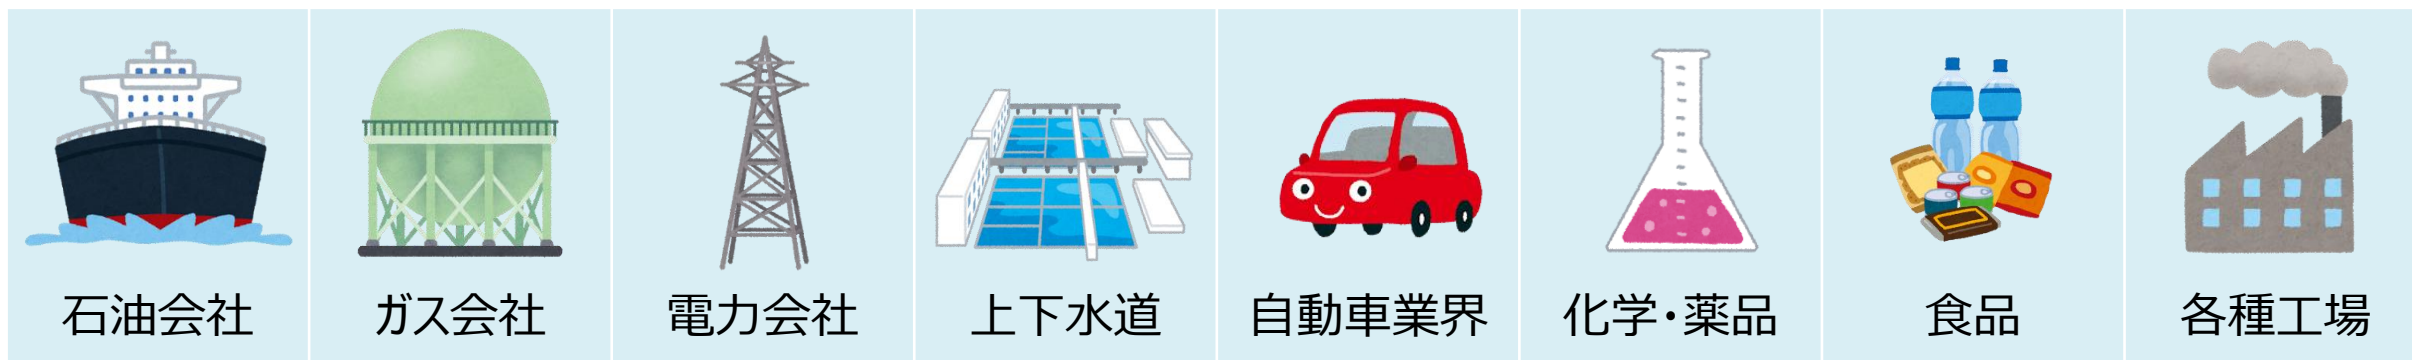 石油会社
ガス会社
電力会社
上下水道
自動車業界
化学・薬品
食品
各種工場